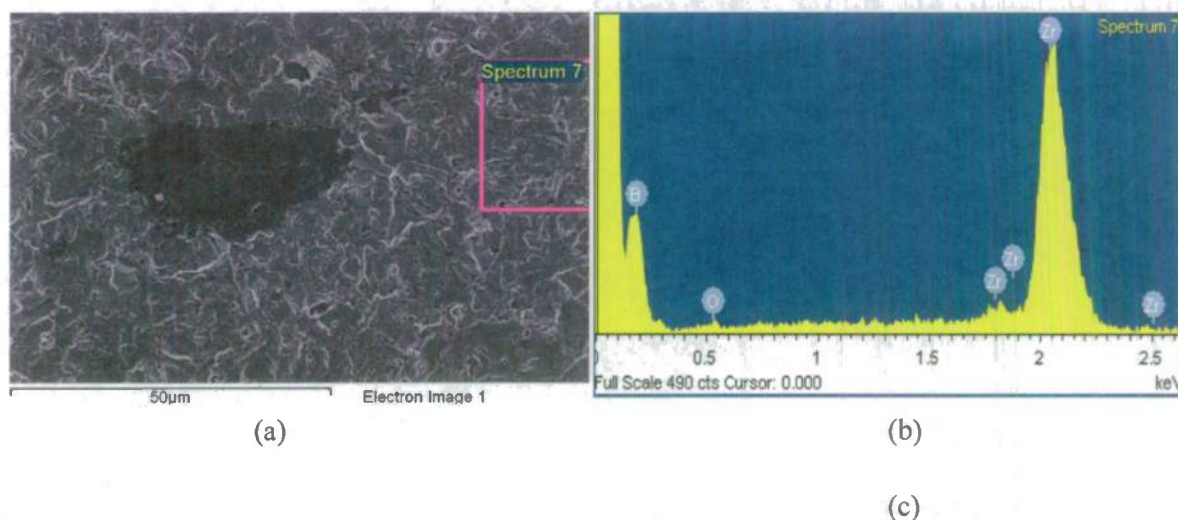 Spectrum 7
50µm Electron Image 1
(a)
Spectrum 7
Zr
B
O
Zr
Zr
Zr
0 0.5 1 1.5 2 2.5
Full Scale 490 cts Cursor: 0.000 keV
(b)
(c)